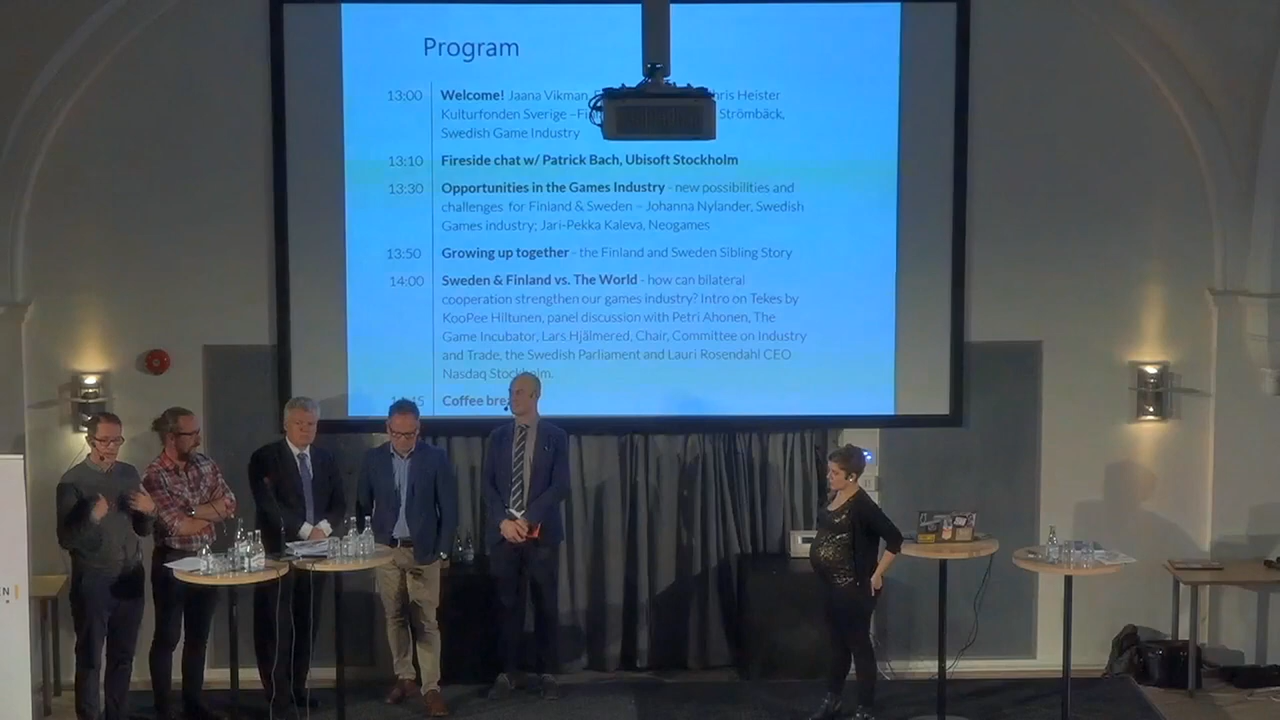 Program
13:00 Welcome! Jaana Vikman, hris Heister
Kulturfonden Sverige –Fin Strömbäck,
Swedish Game Industry
13:10 Fireside chat w/ Patrick Bach, Ubisoft Stockholm
13:30 Opportunities in the Games Industry - new possibilities and
challenges for Finland & Sweden – Johanna Nylander, Swedish
Games industry; Jari-Pekka Kaleva, Neogames
13:50 Growing up together - the Finland and Sweden Sibling Story
14:00 Sweden & Finland vs. The World - how can bilateral
cooperation strengthen our games industry? Intro on Tekes by
KooPee Hiltunen, panel discussion with Petri Ahonen, The
Game Incubator, Lars Hjälmered, Chair, Committee on Industry
and Trade, the Swedish Parliament and Lauri Rosendahl CEO
Nasdaq Stockholm.
Coffee brea
EN